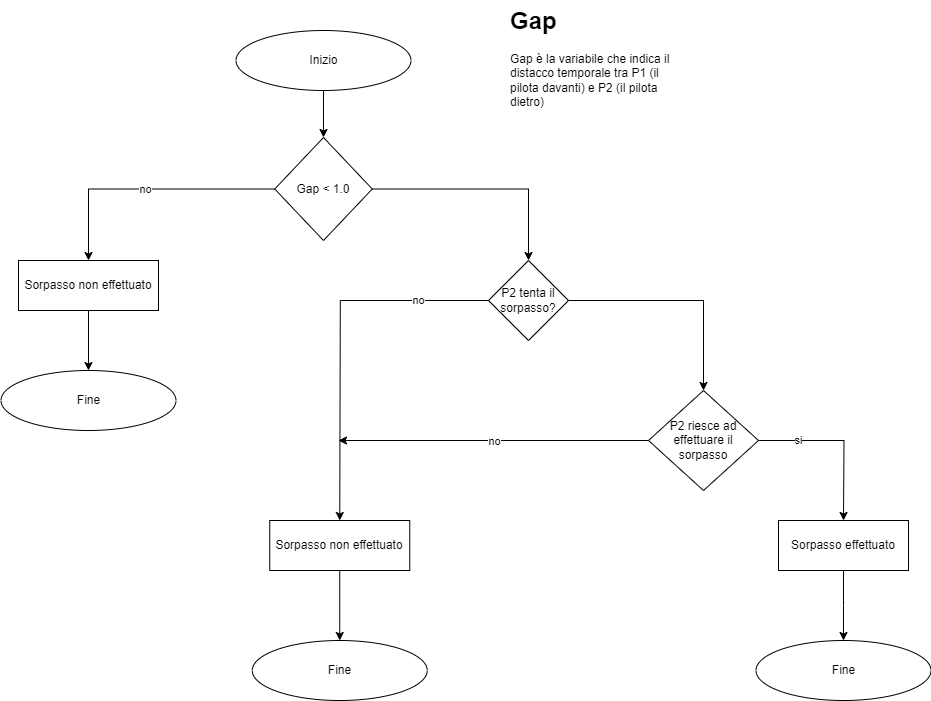 Gap
Gap è la variabile che indica il
distacco temporale tra P1 (il
pilota davanti) e P2 (il pilota
dietro)
Inizio
Gap < 1.0
no
Sorpasso non effettuato
Fine
P2 tenta il
sorpasso?
no
P2 riesce ad
effettuare il
sorpasso
no
si
Sorpasso non effettuato
Sorpasso effettuato
Fine
Fine